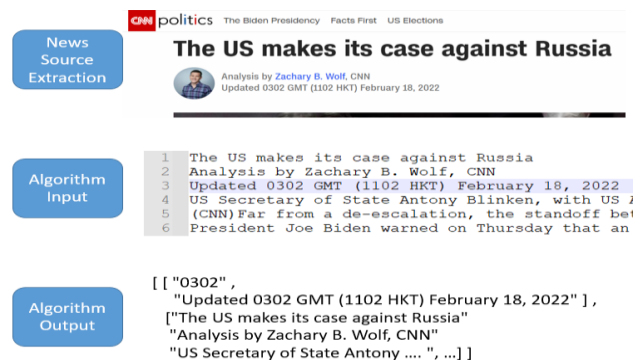 CNN politics The Biden Presidency Facts First US Elections
News
Source
Extraction
The US makes its case against Russia
Analysis by Zachary B. Wolf, CNN
Updated 0302 GMT (1102 HKT) February 18, 2022
Algorithm
Input
1 The US makes its case against Russia
2 Analysis by Zachary B. Wolf, CNN
3 Updated 0302 GMT (1102 HKT) February 18, 2022
4 US Secretary of State Antony Blinken, with US
5 (CNN)Far from a de-escalation, the standoff
6 President Joe Biden warned on Thursday that an
Algorithm
Output
[ [ "0302" ,
"Updated 0302 GMT (1102 HKT) February 18, 2022" ] ,
["The US makes its case against Russia"
"Analysis by Zachary B. Wolf, CNN"
"US Secretary of State Antony .... ", ...] ]